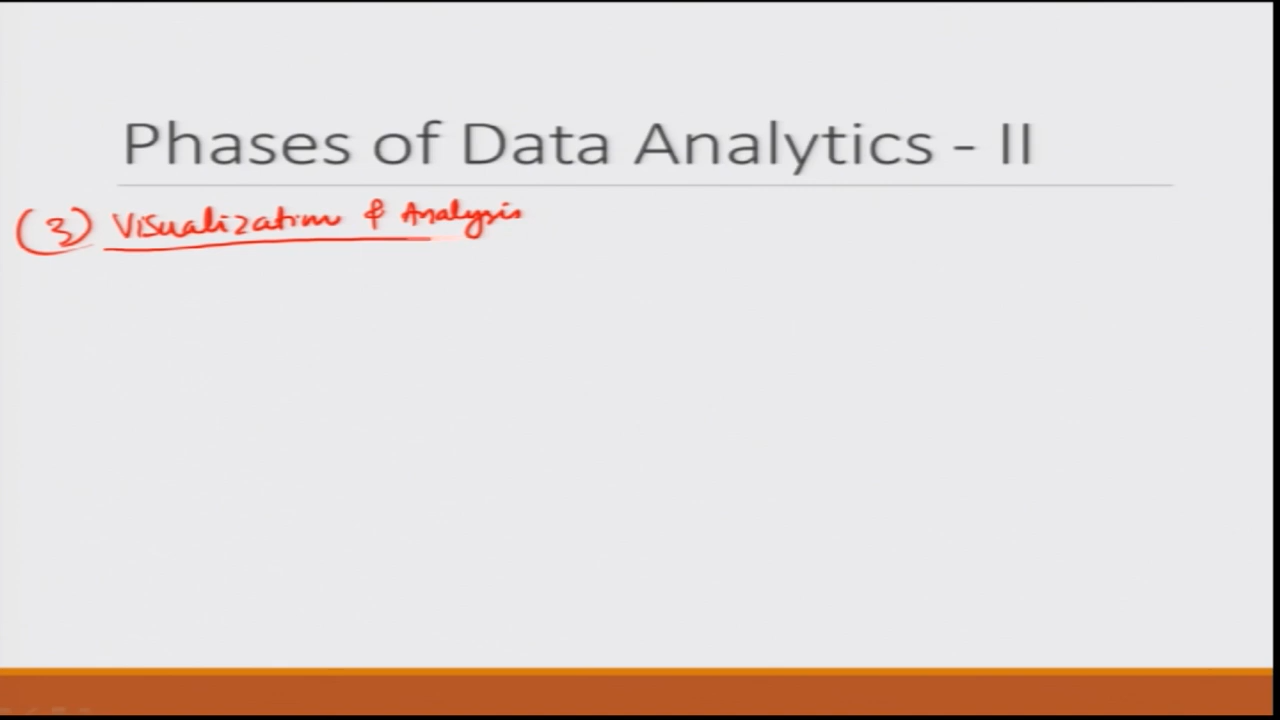 Phases of Data Analytics - II
(3) Visualization & Analysis